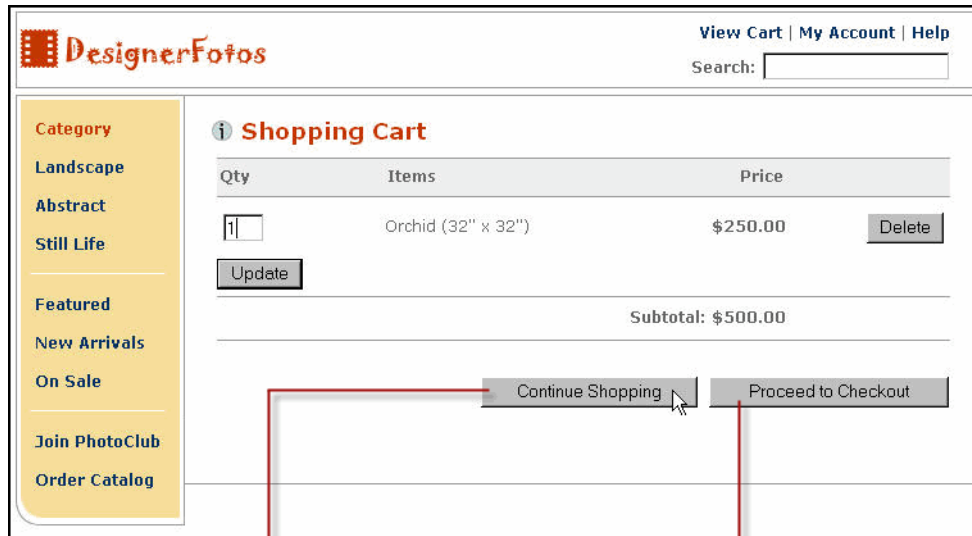 DesignerFotos
View Cart | My Account | Help
Search:
Category
Landscape
Abstract
Still Life
Featured
New Arrivals
On Sale
Join PhotoClub
Order Catalog
i Shopping Cart
Qty Items Price
1 Orchid (32" x 32") $250.00 Delete
Update
Subtotal: $500.00
Continue Shopping Proceed to Checkout